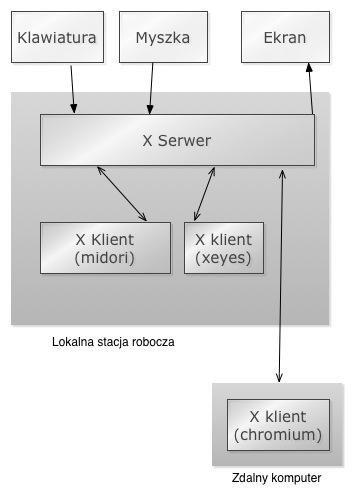 Klawiatura
Myszka
Ekran
X Serwer
X Klient
(midori)
X klient
(xeyes)
Lokalna stacja robocza
X klient
(chromium)
Zdalny komputer